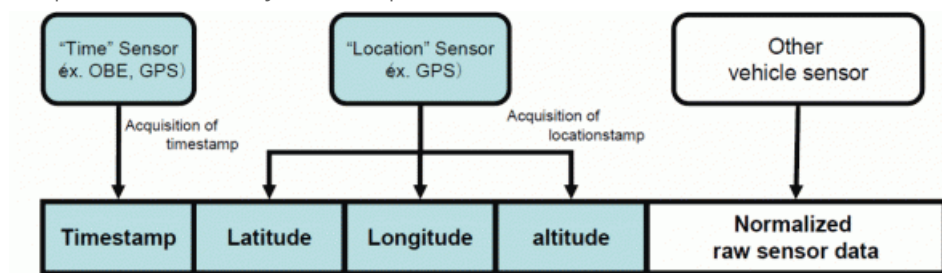 “Time” Sensor
éx. OBE, GPS)
“Location” Sensor
éx. GPS)
Other
vehicle sensor
Acquisition of
timestamp
Acquisition of
locationstamp
Timestamp
Latitude
Longitude
altitude
Normalized
raw sensor data